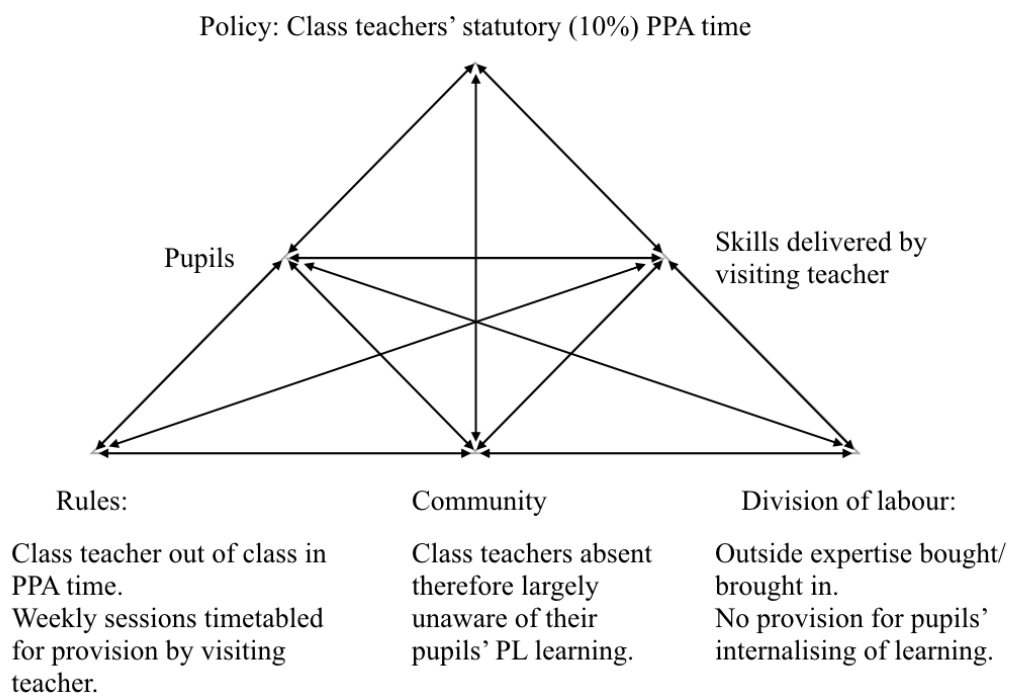 Policy: Class teachers’ statutory (10%) PPA time
Pupils
Skills delivered by
visiting teacher
Rules:
Class teacher out of class in
PPA time.
Weekly sessions timetabled
for provision by visiting
teacher.
Community
Class teachers absent
therefore largely
unaware of their
pupils’ PL learning.
Division of labour:
Outside expertise bought/
brought in.
No provision for pupils’
internalising of learning.